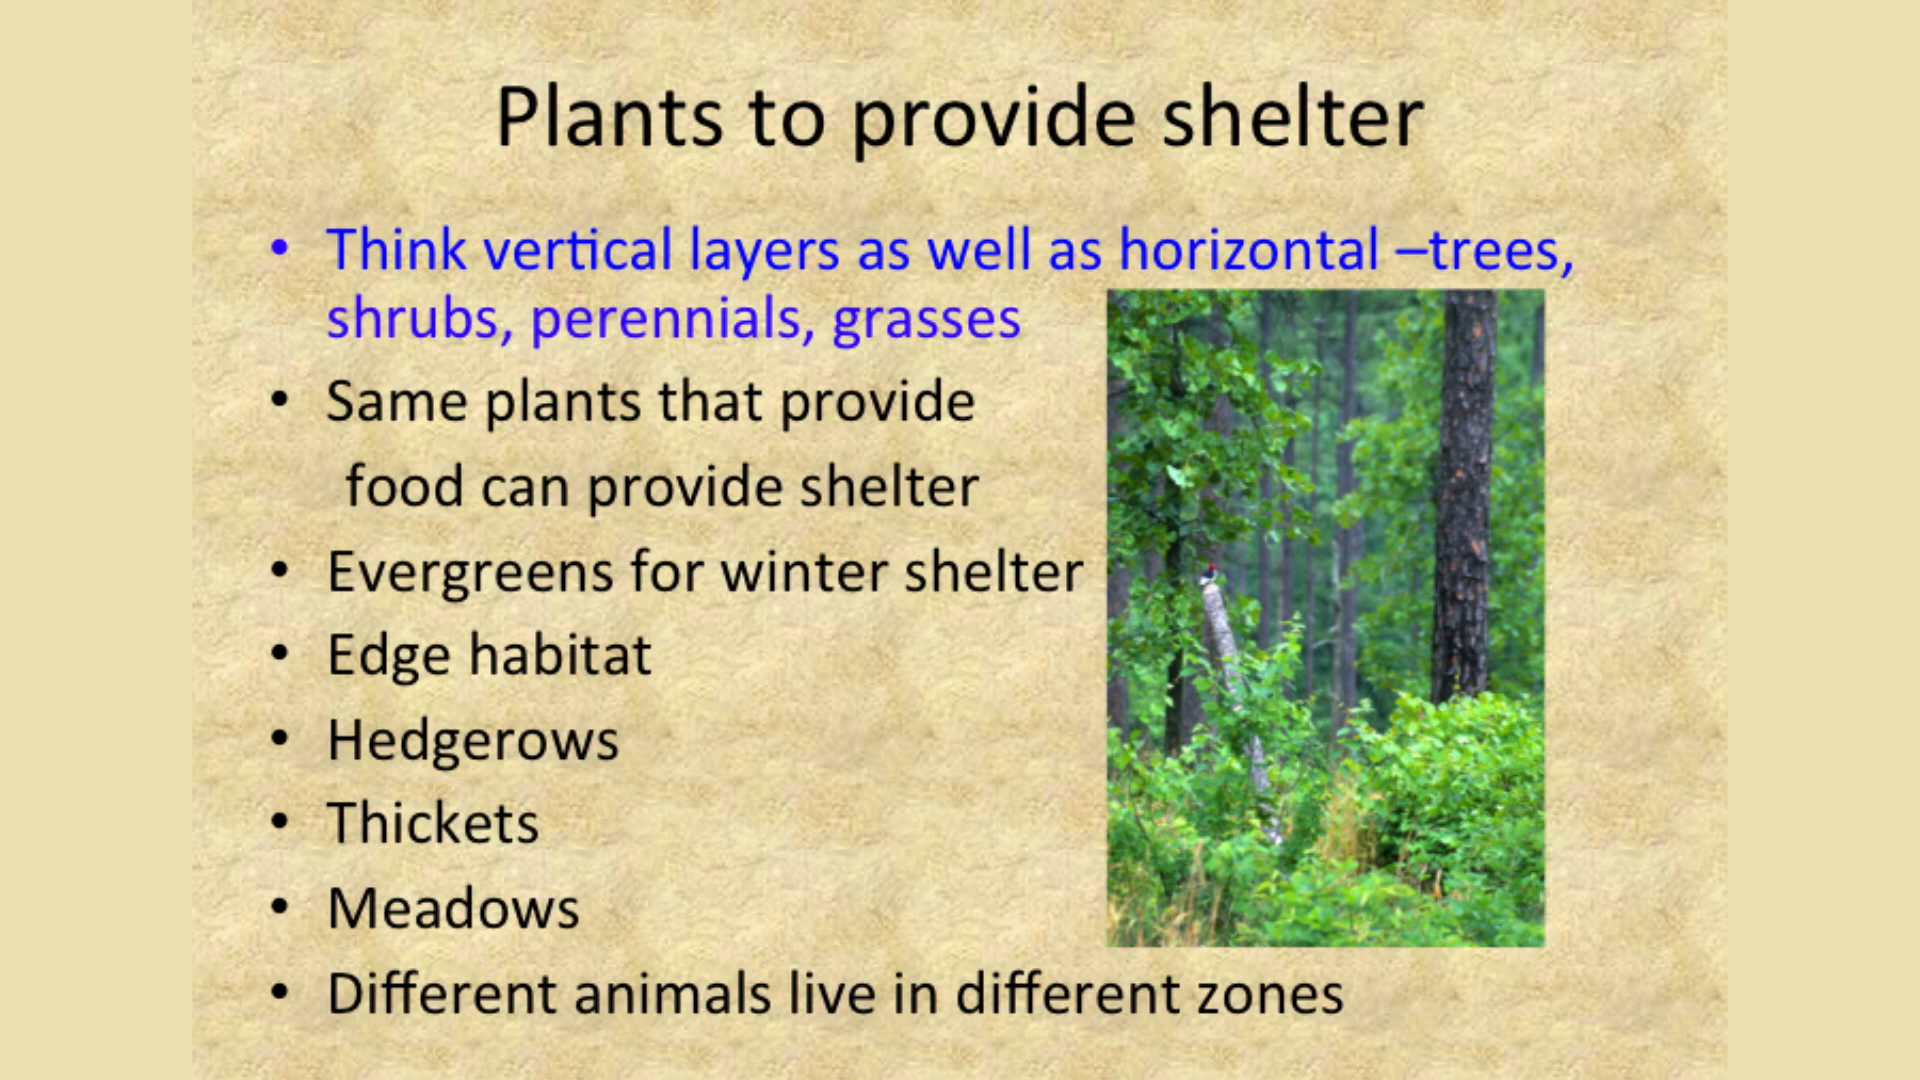 Plants to provide shelter
• Think vertical layers as well as horizontal –trees,
shrubs, perennials, grasses
• Same plants that provide
food can provide shelter
• Evergreens for winter shelter
• Edge habitat
• Hedgerows
• Thickets
• Meadows
• Different animals live in different zones